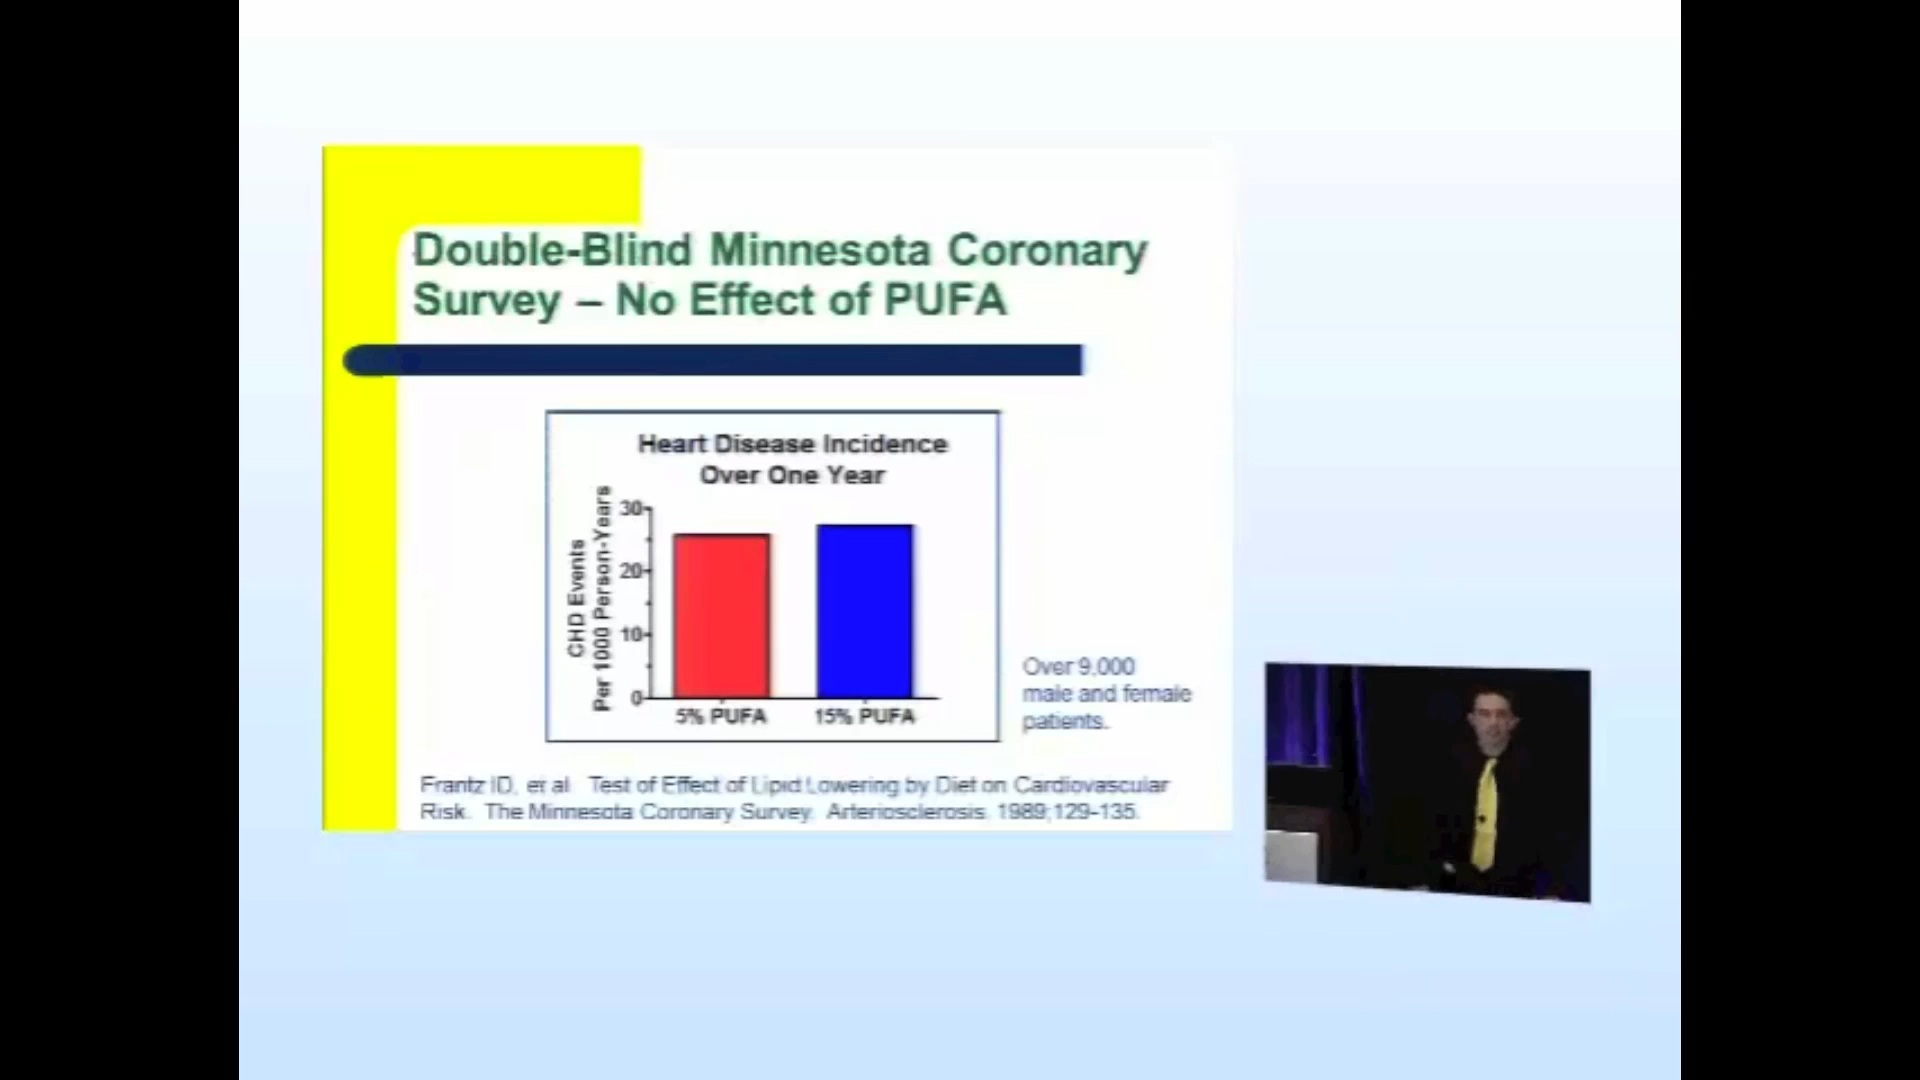 Double-Blind Minnesota Coronary
Survey – No Effect of PUFA
Heart Disease Incidence
Over One Year
CHD Events
Per 1000 Person-Years
30
20
10
0
5% PUFA
15% PUFA
Over 9,000
male and female
patients.
Frantz ID, et al. Test of Effect of Lipid Lowering by Diet on Cardiovascular
Risk. The Minnesota Coronary Survey. Arteriosclerosis. 1989;129-135.